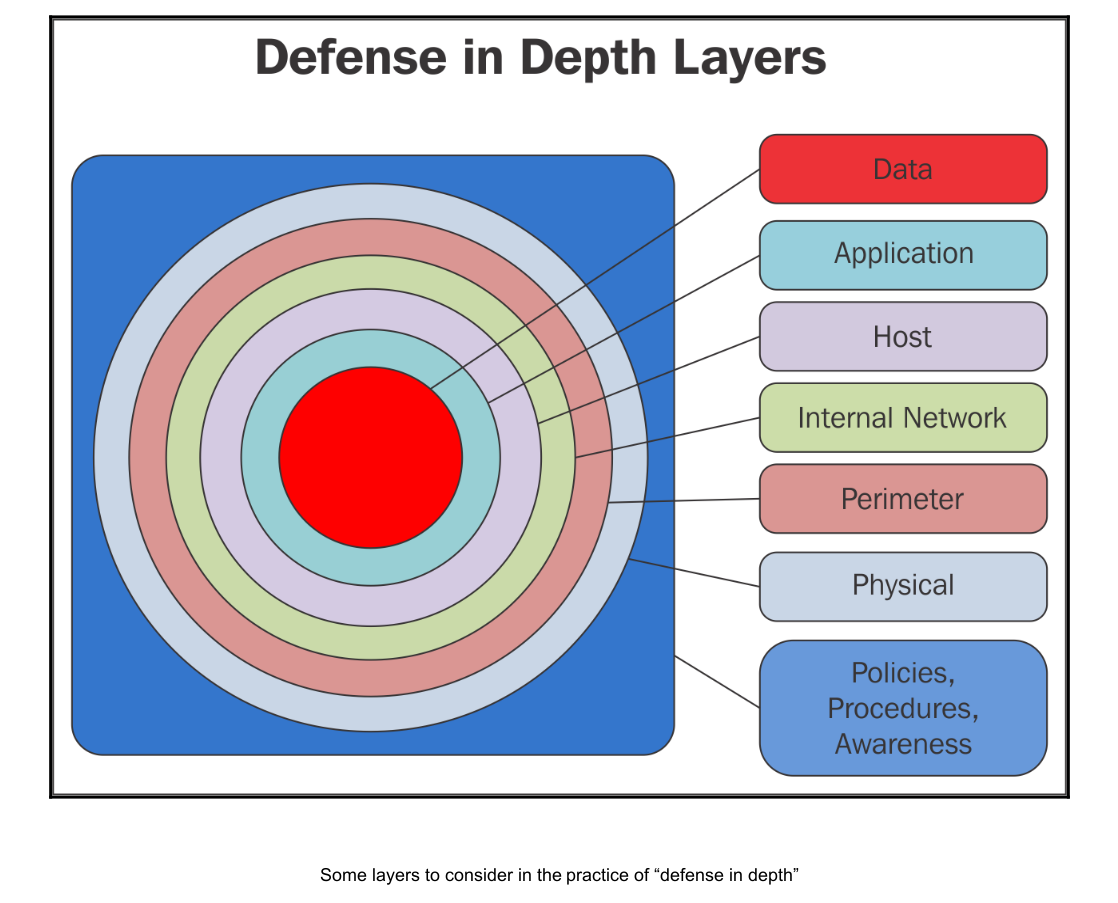 Defense in Depth Layers
Data
Application
Host
Internal Network
Perimeter
Physical
Policies,
Procedures,
Awareness
Some layers to consider in the practice of “defense in depth”